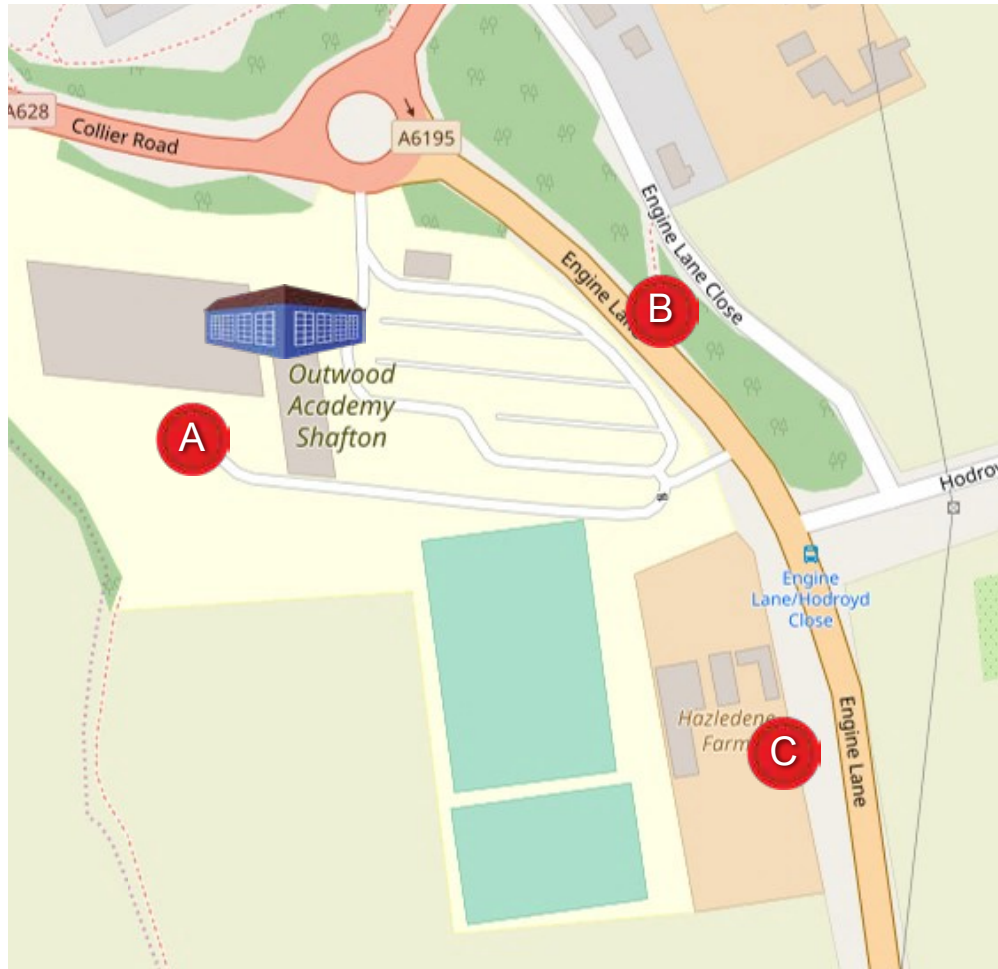 A628
Collier Road
A6195
Engine Lane Close
Engine
B
Outwood
Academy
Shafton
A
Engine
Lane/Hodroyd
Close
Hazledene
Farm
C
Engine Lane